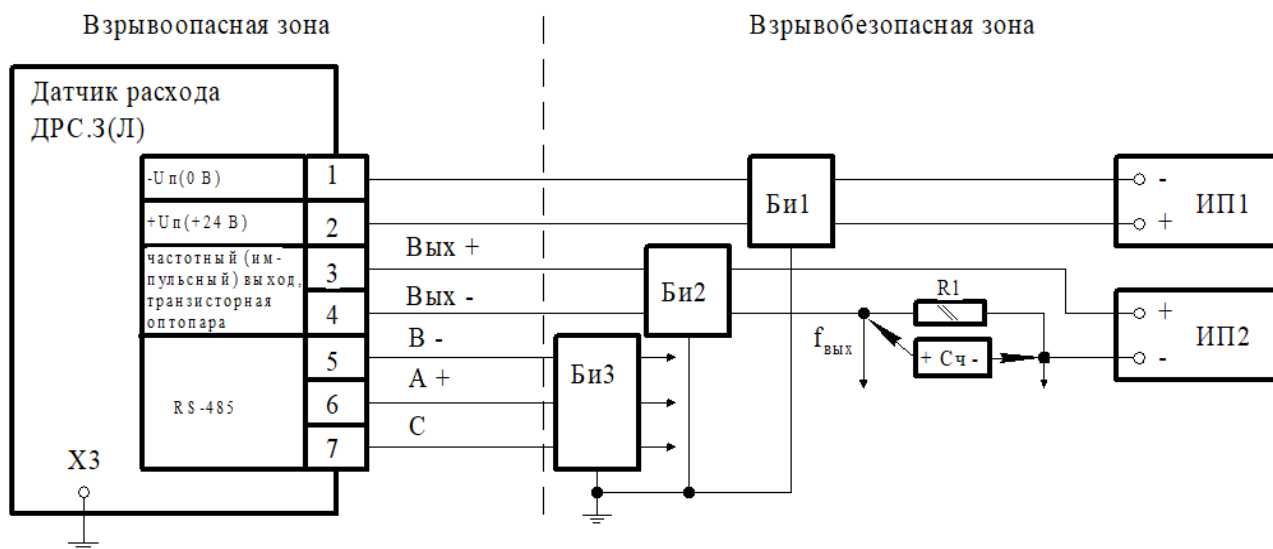 Взрывоопасная зона
Взрывобезопасная зона
Датчик расхода
ДРС.З(Л)
-Uп(0 В)
1
+Uп(+24 В)
2
частотный (им-
пульсный) выход,
транзисторная
оптопара
3
4
RS-485
5
6
7
X3
Вых +
Вых -
B -
A +
C
Би1
Би2
Би3
fвых
R1
+ Сч -
-
+
ИП1
+
-
ИП2